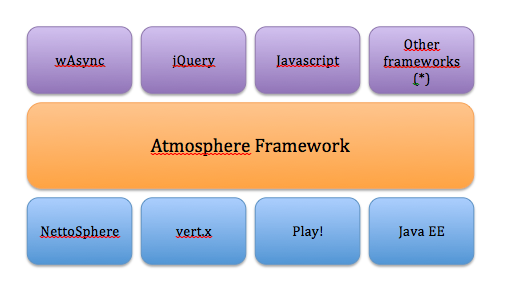 wAsync
jQuery
Javascript
Other
frameworks
(*)
Atmosphere Framework
NettoSphere
vert.x
Play!
Java EE